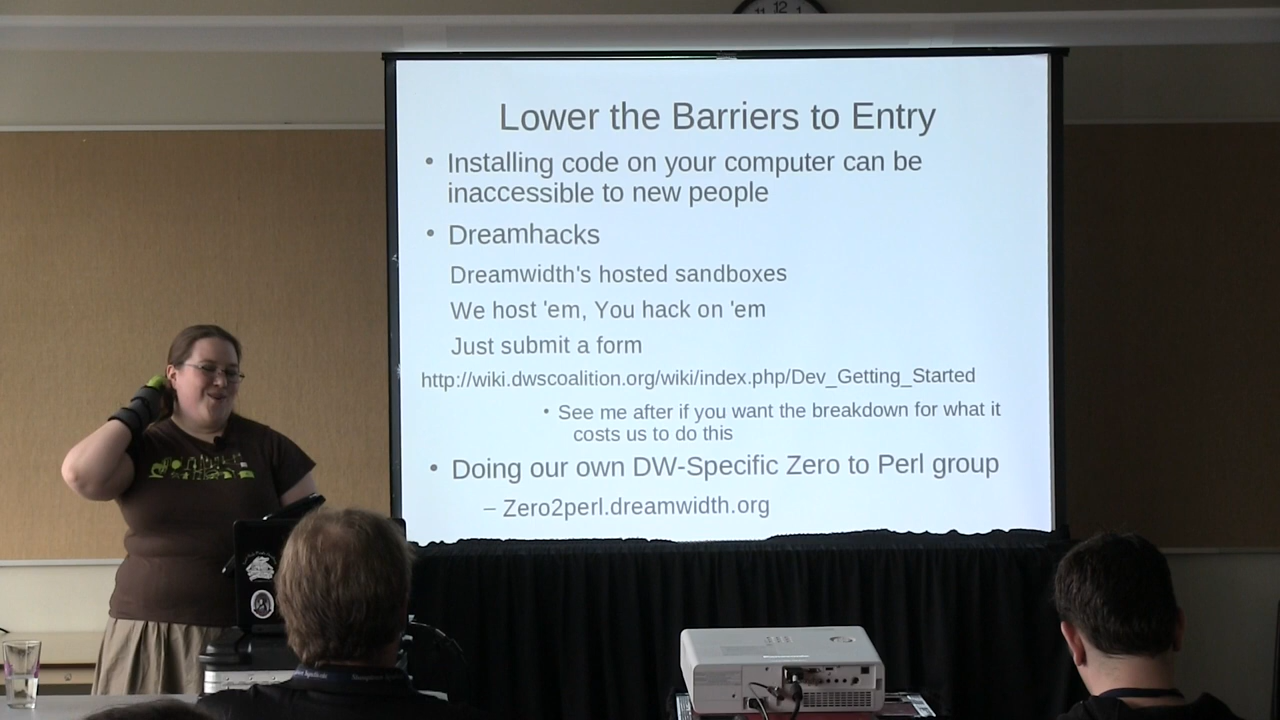 11 12 1
Lower the Barriers to Entry
• Installing code on your computer can be
inaccessible to new people
• Dreamhacks
Dreamwidth's hosted sandboxes
We host 'em, You hack on 'em
Just submit a form
http://wiki.dwscoalition.org/wiki/index.php/Dev_Getting_Started
• See me after if you want the breakdown for what it
costs us to do this
• Doing our own DW-Specific Zero to Perl group
– Zero2perl.dreamwidth.org